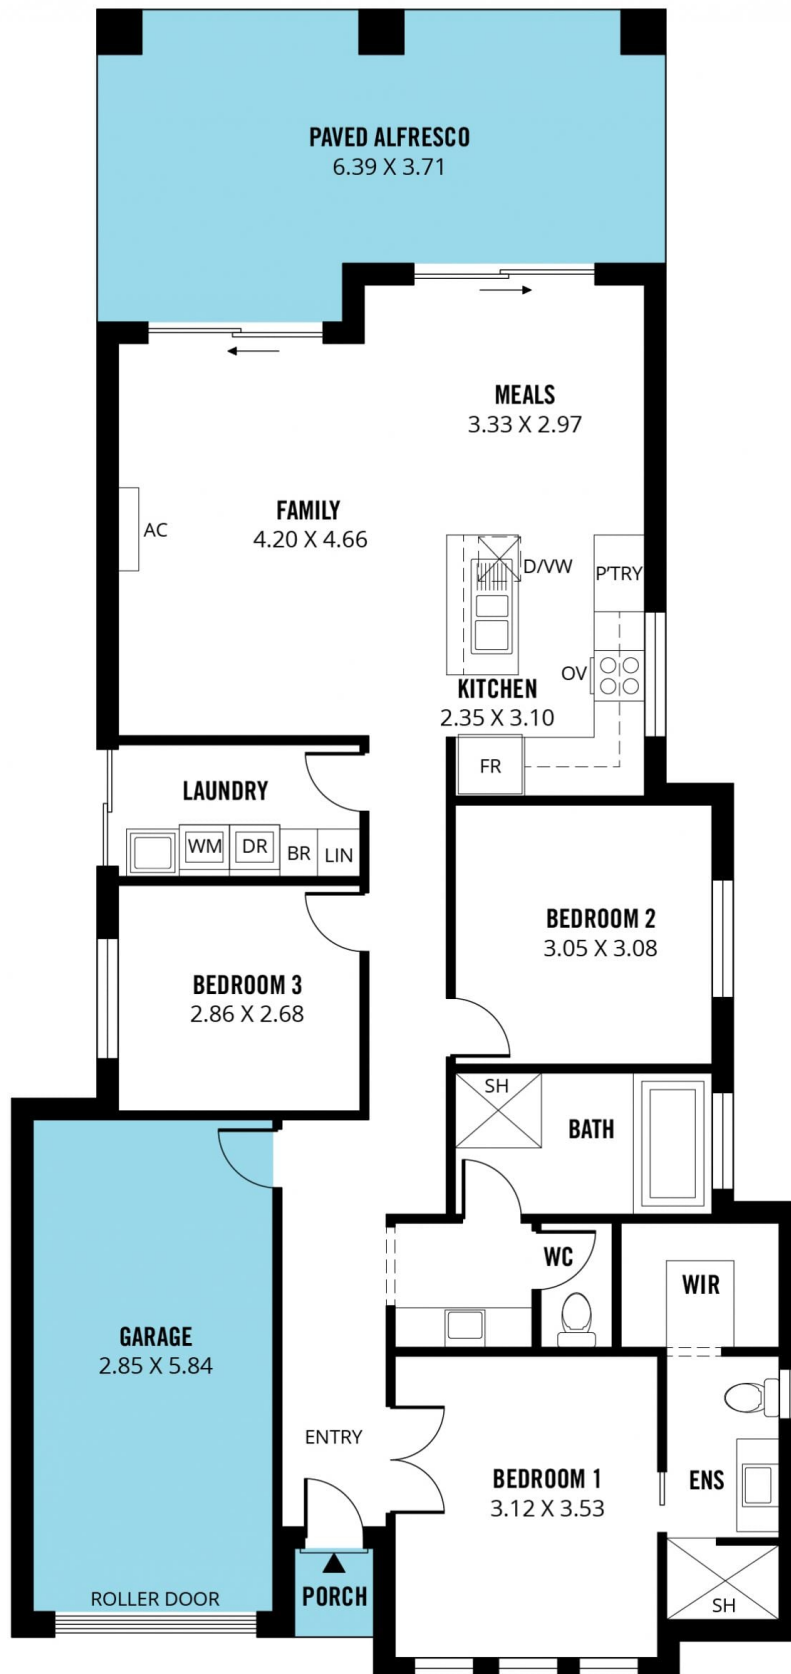 PAVED ALFRESCO
6.39 X 3.71
MEALS
3.33 X 2.97
FAMILY
4.20 X 4.66
AC
D/VW
P'TRY
OV
KITCHEN
2.35 X 3.10
FR
LAUNDRY
WM
DR
BR
LIN
BEDROOM 2
3.05 X 3.08
BEDROOM 3
2.86 X 2.68
SH
BATH
WC
WIR
GARAGE
2.85 X 5.84
ENTRY
BEDROOM 1
3.12 X 3.53
ENS
ROLLER DOOR
PORCH
SH